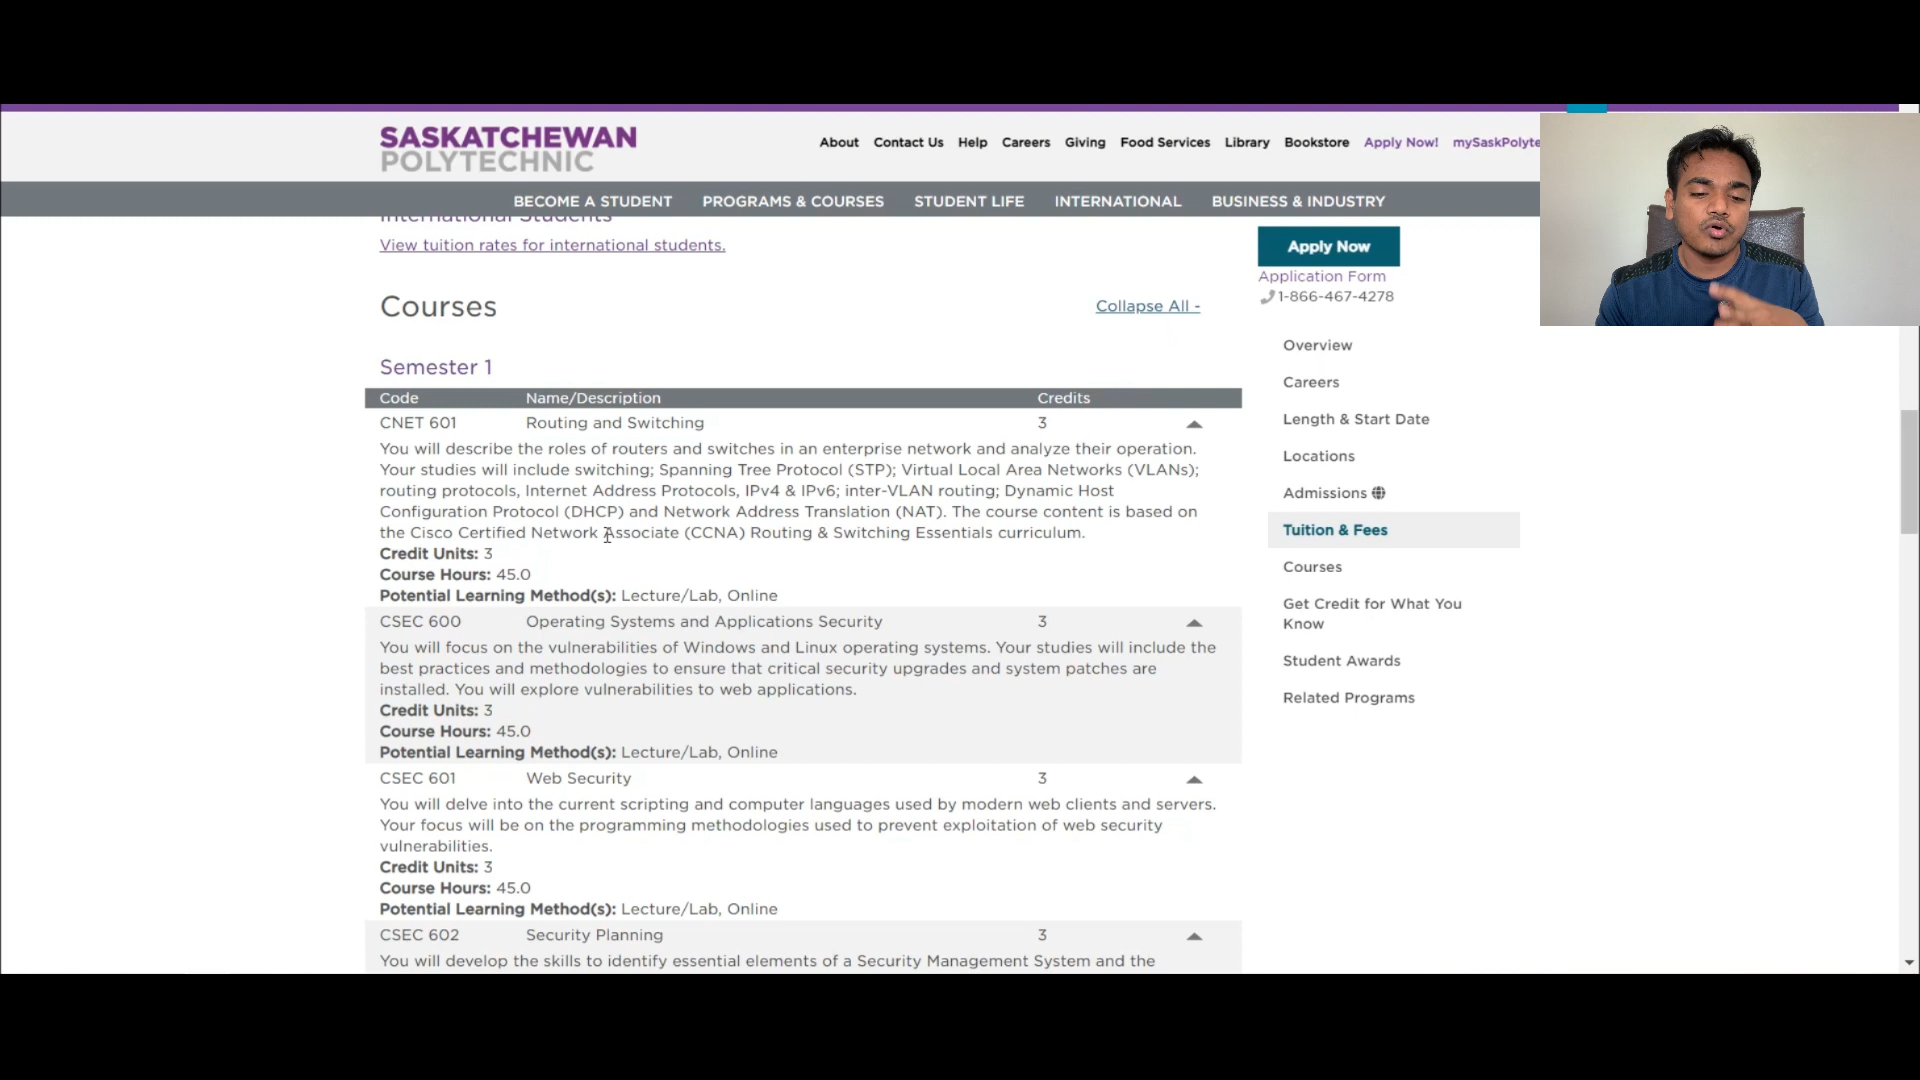 SASKATCHEWAN
POLYTECHNIC
About Contact Us Help Careers Giving Food Services Library Bookstore Apply Now! mySaskPolyte
BECOME A STUDENT PROGRAMS & COURSES STUDENT LIFE INTERNATIONAL BUSINESS & INDUSTRY
International Students
View tuition rates for international students.
Courses
Collapse All -
Semester 1
Code Name/Description Credits
CNET 601 Routing and Switching 3
You will describe the roles of routers and switches in an enterprise network and analyze their operation.
Your studies will include switching; Spanning Tree Protocol (STP); Virtual Local Area Networks (VLANs);
routing protocols, Internet Address Protocols, IPv4 & IPv6; inter-VLAN routing; Dynamic Host
Configuration Protocol (DHCP) and Network Address Translation (NAT). The course content is based on
the Cisco Certified Network Associate (CCNA) Routing & Switching Essentials curriculum.
Credit Units: 3
Course Hours: 45.0
Potential Learning Method(s): Lecture/Lab, Online
CSEC 600 Operating Systems and Applications Security 3
You will focus on the vulnerabilities of Windows and Linux operating systems. Your studies will include the
best practices and methodologies to ensure that critical security upgrades and system patches are
installed. You will explore vulnerabilities to web applications.
Credit Units: 3
Course Hours: 45.0
Potential Learning Method(s): Lecture/Lab, Online
CSEC 601 Web Security 3
You will delve into the current scripting and computer languages used by modern web clients and servers.
Your focus will be on the programming methodologies used to prevent exploitation of web security
vulnerabilities.
Credit Units: 3
Course Hours: 45.0
Potential Learning Method(s): Lecture/Lab, Online
CSEC 602 Security Planning 3
You will develop the skills to identify essential elements of a Security Management System and the
Apply Now
Application Form
1-866-467-4278
Overview
Careers
Length & Start Date
Locations
Admissions
Tuition & Fees
Courses
Get Credit for What You
Know
Student Awards
Related Programs